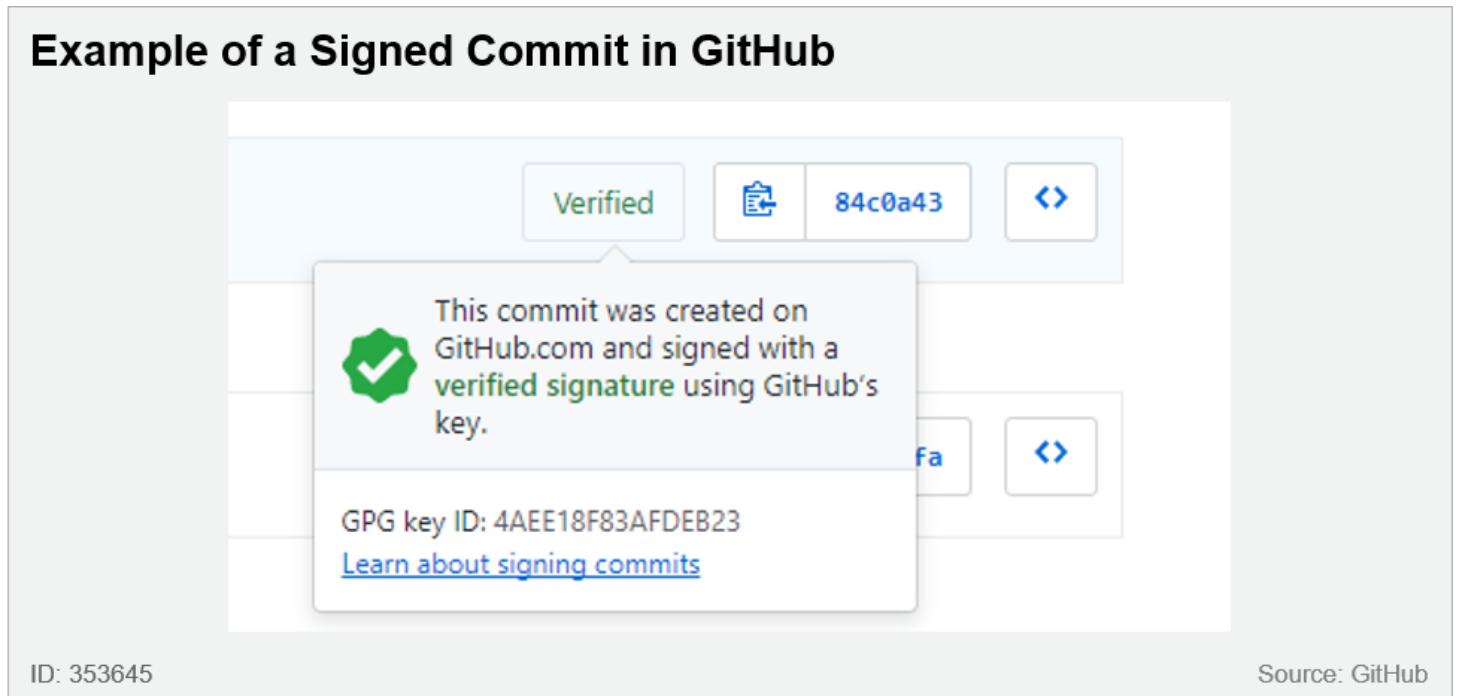 Example of a Signed Commit in GitHub
Verified
84c0a43
This commit was created on
GitHub.com and signed with a
verified signature using GitHub's
key.
fa
GPG key ID: 4AEE18F83AFDEB23
Learn about signing commits
ID: 353645
Source: GitHub